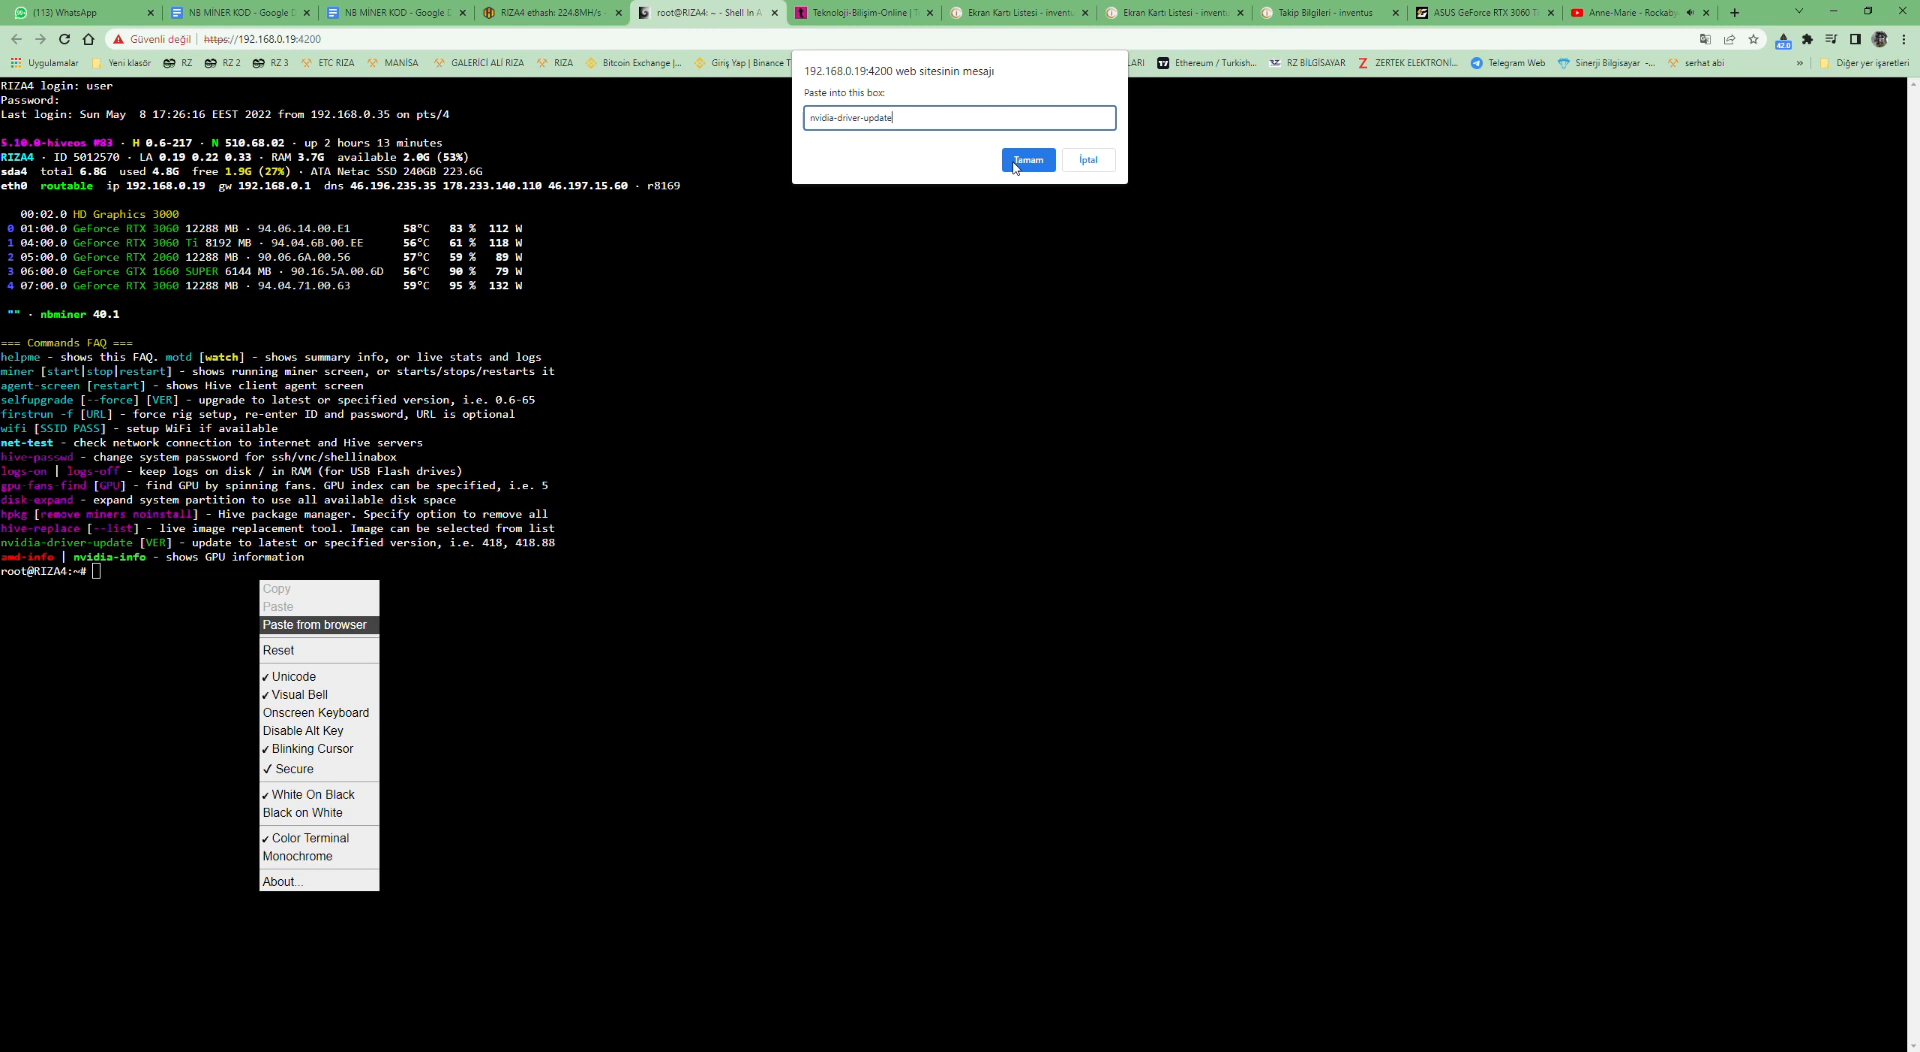 (113) WhatsApp
NB MİNER KOD - Google D
NB MİNER KOD - Google D
RIZA4 ethash: 224.8MH/s -
root@RIZA4: ~ - Shell In A
Teknoloji-Bilişim-Online | T
Ekran Kartı Listesi - inventu
Ekran Kartı Listesi - inventu
Takip Bilgileri - inventus
ASUS GeForce RTX 3060 Ti
Anne-Marie - Rockaby
Güvenli değil
https://192.168.0.19:4200
42.0
Uygulamalar
Yeni klasör
RZ
RZ 2
RZ 3
ETC RIZA
MANİSA
GALERİCİ ALİ RIZA
RIZA
Bitcoin Exchange |...
Giriş Yap | Binance T
LARI
Ethereum / Turkish...
RZ BİLGİSAYAR
ZERTEK ELEKTRONİ...
Telegram Web
Sinerji Bilgisayar -...
serhat abi
»
Diğer yer işaretleri
192.168.0.19:4200 web sitesinin mesajı
Paste into this box:
nvidia-driver-update
Tamam
İptal
RIZA4 login: user
Password:
Last login: Sun May  8 17:26:16 EEST 2022 from 192.168.0.35 on pts/4
5.10.0-hiveos #83 · H 0.6-217 · N 510.68.02 · up 2 hours 13 minutes
RIZA4 · ID 5012570 · LA 0.19 0.22 0.33 · RAM 3.7G  available 2.0G (53%)
sda4  total 6.8G  used 4.8G  free 1.9G (27%) · ATA Netac SSD 240GB 223.6G
eth0  routable  ip 192.168.0.19  gw 192.168.0.1  dns 46.196.235.35 178.233.140.110 46.197.15.60 · r8169
00:02.0 HD Graphics 3000
0 01:00.0 GeForce RTX 3060 12288 MB · 94.06.14.00.E1 58°C 83 % 112 W
1 04:00.0 GeForce RTX 3060 Ti 8192 MB · 94.04.6B.00.EE 56°C 61 % 118 W
2 05:00.0 GeForce RTX 2060 12288 MB · 90.06.6A.00.56 57°C 59 % 89 W
3 06:00.0 GeForce GTX 1660 SUPER 6144 MB · 90.16.5A.00.6D 56°C 90 % 79 W
4 07:00.0 GeForce RTX 3060 12288 MB · 94.04.71.00.63 59°C 95 % 132 W
"" · nbminer 40.1
=== Commands FAQ ===
helpme - shows this FAQ. motd [watch] - shows summary info, or live stats and logs
miner [start|stop|restart] - shows running miner screen, or starts/stops/restarts it
agent-screen [restart] - shows Hive client agent screen
selfupgrade [--force] [VER] - upgrade to latest or specified version, i.e. 0.6-65
firstrun -f [URL] - force rig setup, re-enter ID and password, URL is optional
wifi [SSID PASS] - setup WiFi if available
net-test - check network connection to internet and Hive servers
hive-passwd - change system password for ssh/vnc/shellinabox
logs-on | logs-off - keep logs on disk / in RAM (for USB Flash drives)
gpu-fans-find [GPU] - find GPU by spinning fans. GPU index can be specified, i.e. 5
disk-expand - expand system partition to use all available disk space
hpkg [remove miners noinstall] - Hive package manager. Specify option to remove all
hive-replace [--list] - live image replacement tool. Image can be selected from list
nvidia-driver-update [VER] - update to latest or specified version, i.e. 418, 418.88
amd-info | nvidia-info - shows GPU information
root@RIZA4:~#
Copy
Paste
Paste from browser
Reset
✓ Unicode
✓ Visual Bell
Onscreen Keyboard
Disable Alt Key
✓ Blinking Cursor
✓ Secure
✓ White On Black
Black on White
✓ Color Terminal
Monochrome
About...